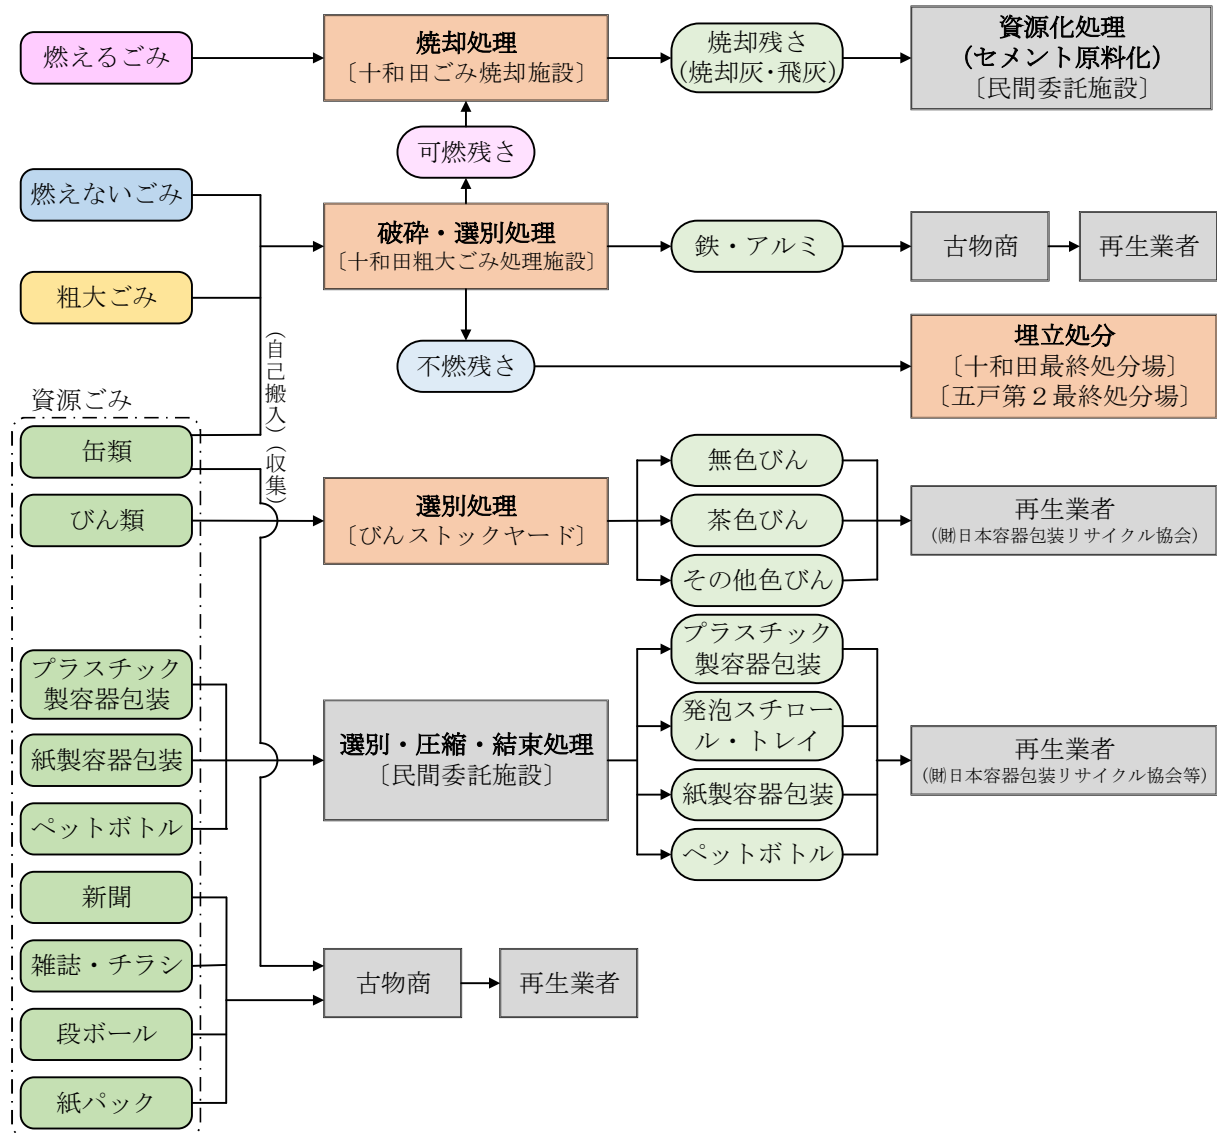 燃えるごみ
焼却処理
〔十和田ごみ焼却施設〕
焼却残さ
(焼却灰・飛灰)
資源化処理
(セメント原料化)
〔民間委託施設〕
可燃残さ
燃えないごみ
破砕・選別処理
〔十和田粗大ごみ処理施設〕
鉄・アルミ
古物商
再生業者
粗大ごみ
不燃残さ
埋立処分
〔十和田最終処分場〕
〔五戸第2最終処分場〕
(自己搬入)
(収集)
資源ごみ
缶類
びん類
選別処理
〔びんストックヤード〕
無色びん
茶色びん
その他色びん
再生業者
(㈶日本容器包装リサイクル協会)
プラスチック
製容器包装
紙製容器包装
ペットボトル
選別・圧縮・結束処理
〔民間委託施設〕
プラスチック
製容器包装
発泡スチロー
ル・トレイ
紙製容器包装
ペットボトル
再生業者
(㈶日本容器包装リサイクル協会等)
新聞
雑誌・チラシ
段ボール
紙パック
古物商
再生業者